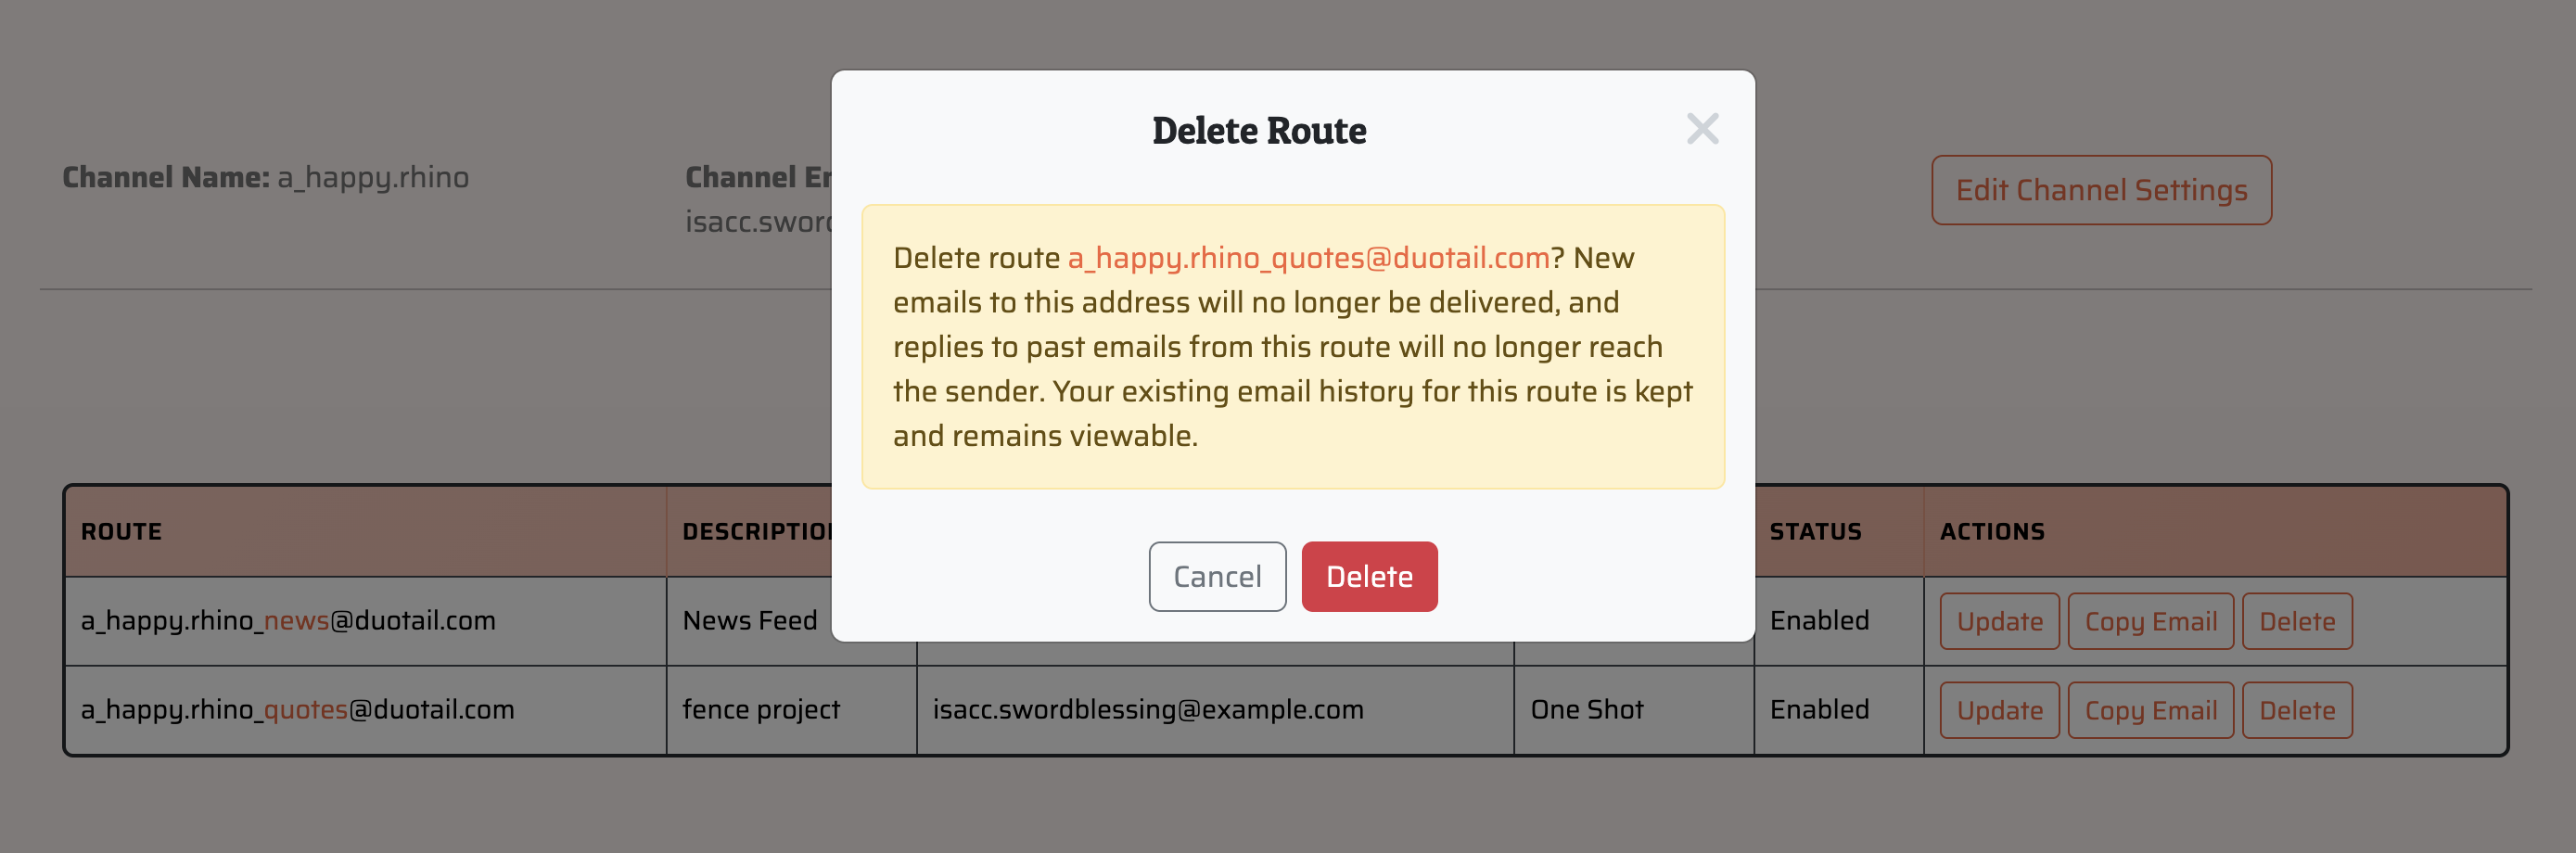 Delete Route
Channel Name: a_happy.rhino
Channel
isacc.
Edit Channel Settings
Delete route a_happy.rhino_quotes@duotail.com? New
emails to this address will no longer be delivered, and
replies to past emails from this route will no longer reach
the sender. Your existing email history for this route is kept
and remains viewable.
Cancel
Delete
ROUTE
STATUS
ACTIONS
a_happy.rhino_news@duotail.com
News Feed
Enabled
Update
Copy Email
Delete
a_happy.rhino_quotes@duotail.com
fence project
isacc.swordblessing@example.com
One Shot
Enabled
Update
Copy Email
Delete